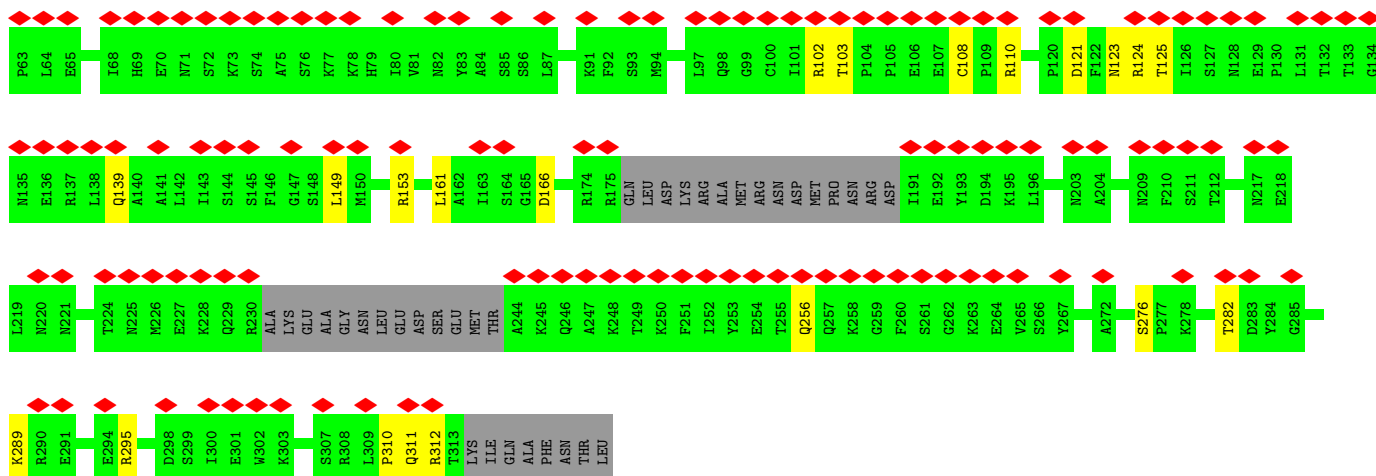 P63 L64 E65 I68 H69 E70 N71 S72 K73 S74 A75 S76 K77 K78 H79 I80 V81 N82 Y83 A84 S85 S86 L87 K91 F92 S93 M94 L97 Q98 G99 C100 I101 R102 T103 P104 P105 E106 E107 C108 P109 R110 P120 D121 F122 N123 R124 T125 I126 S127 N128 E129 P130 L131 T132 T133 G134
N135 E136 R137 L138 Q139 A140 A141 L142 I143 S144 S145 F146 G147 S148 L149 M150 R153 L161 A162 I163 S164 G165 D166 R174 R175 GLN LEU ASP LYS ARG ALA MET ARG ASN ASP MET PRO ASN ARG ASP I191 E192 Y193 D194 K195 L196 N203 A204 N209 F210 S211 T212 N217 E218
L219 N220 N221 T224 N225 M226 E227 K228 Q229 R230 ALA LYS GLU ALA GLY ASN LEU GLU ASP SER GLU MET THR A244 K245 Q246 A247 K248 T249 K250 F251 I252 Y253 E254 T255 Q256 Q257 K258 G259 F260 S261 G262 K263 E264 V265 S266 Y267 A272 S276 P277 K278 T282 D283 Y284 G285
K289 R290 E291 E294 R295 D298 S299 I300 E301 W302 K303 S307 R308 L309 P310 Q311 R312 T313 LYS ILE GLN ALA PHE ASN THR LEU